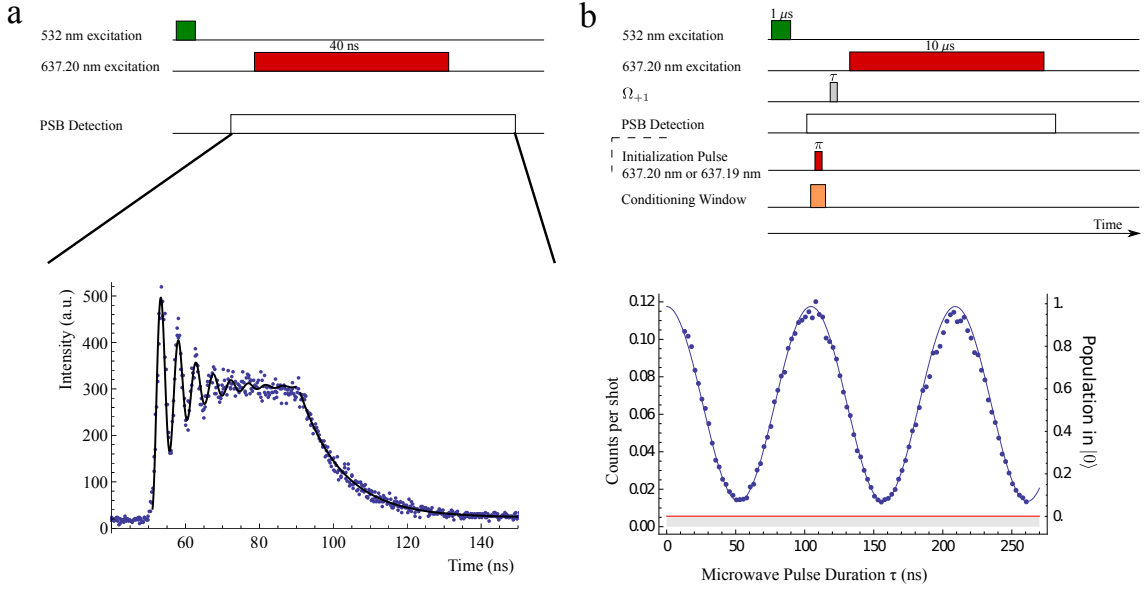 a
532 nm excitation
637.20 nm excitation
40 ns
PSB Detection
Intensity (a.u.)
500
400
300
200
100
0
60
80
100
120
140
Time (ns)
b
1 μs
532 nm excitation
10 μs
637.20 nm excitation
τ
Ω+1
PSB Detection
π
Initialization Pulse
637.20 nm or 637.19 nm
Conditioning Window
Time
Counts per shot
0.12
0.10
0.08
0.06
0.04
0.02
0.00
0
50
100
150
200
250
Microwave Pulse Duration τ (ns)
1.
0.8
0.6
0.4
0.2
0.
Population in |0⟩